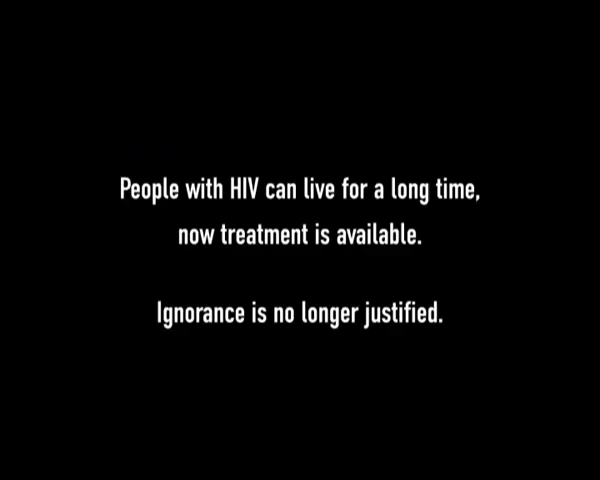 People with HIV can live for a long time,
now treatment is available.
Ignorance is no longer justified.